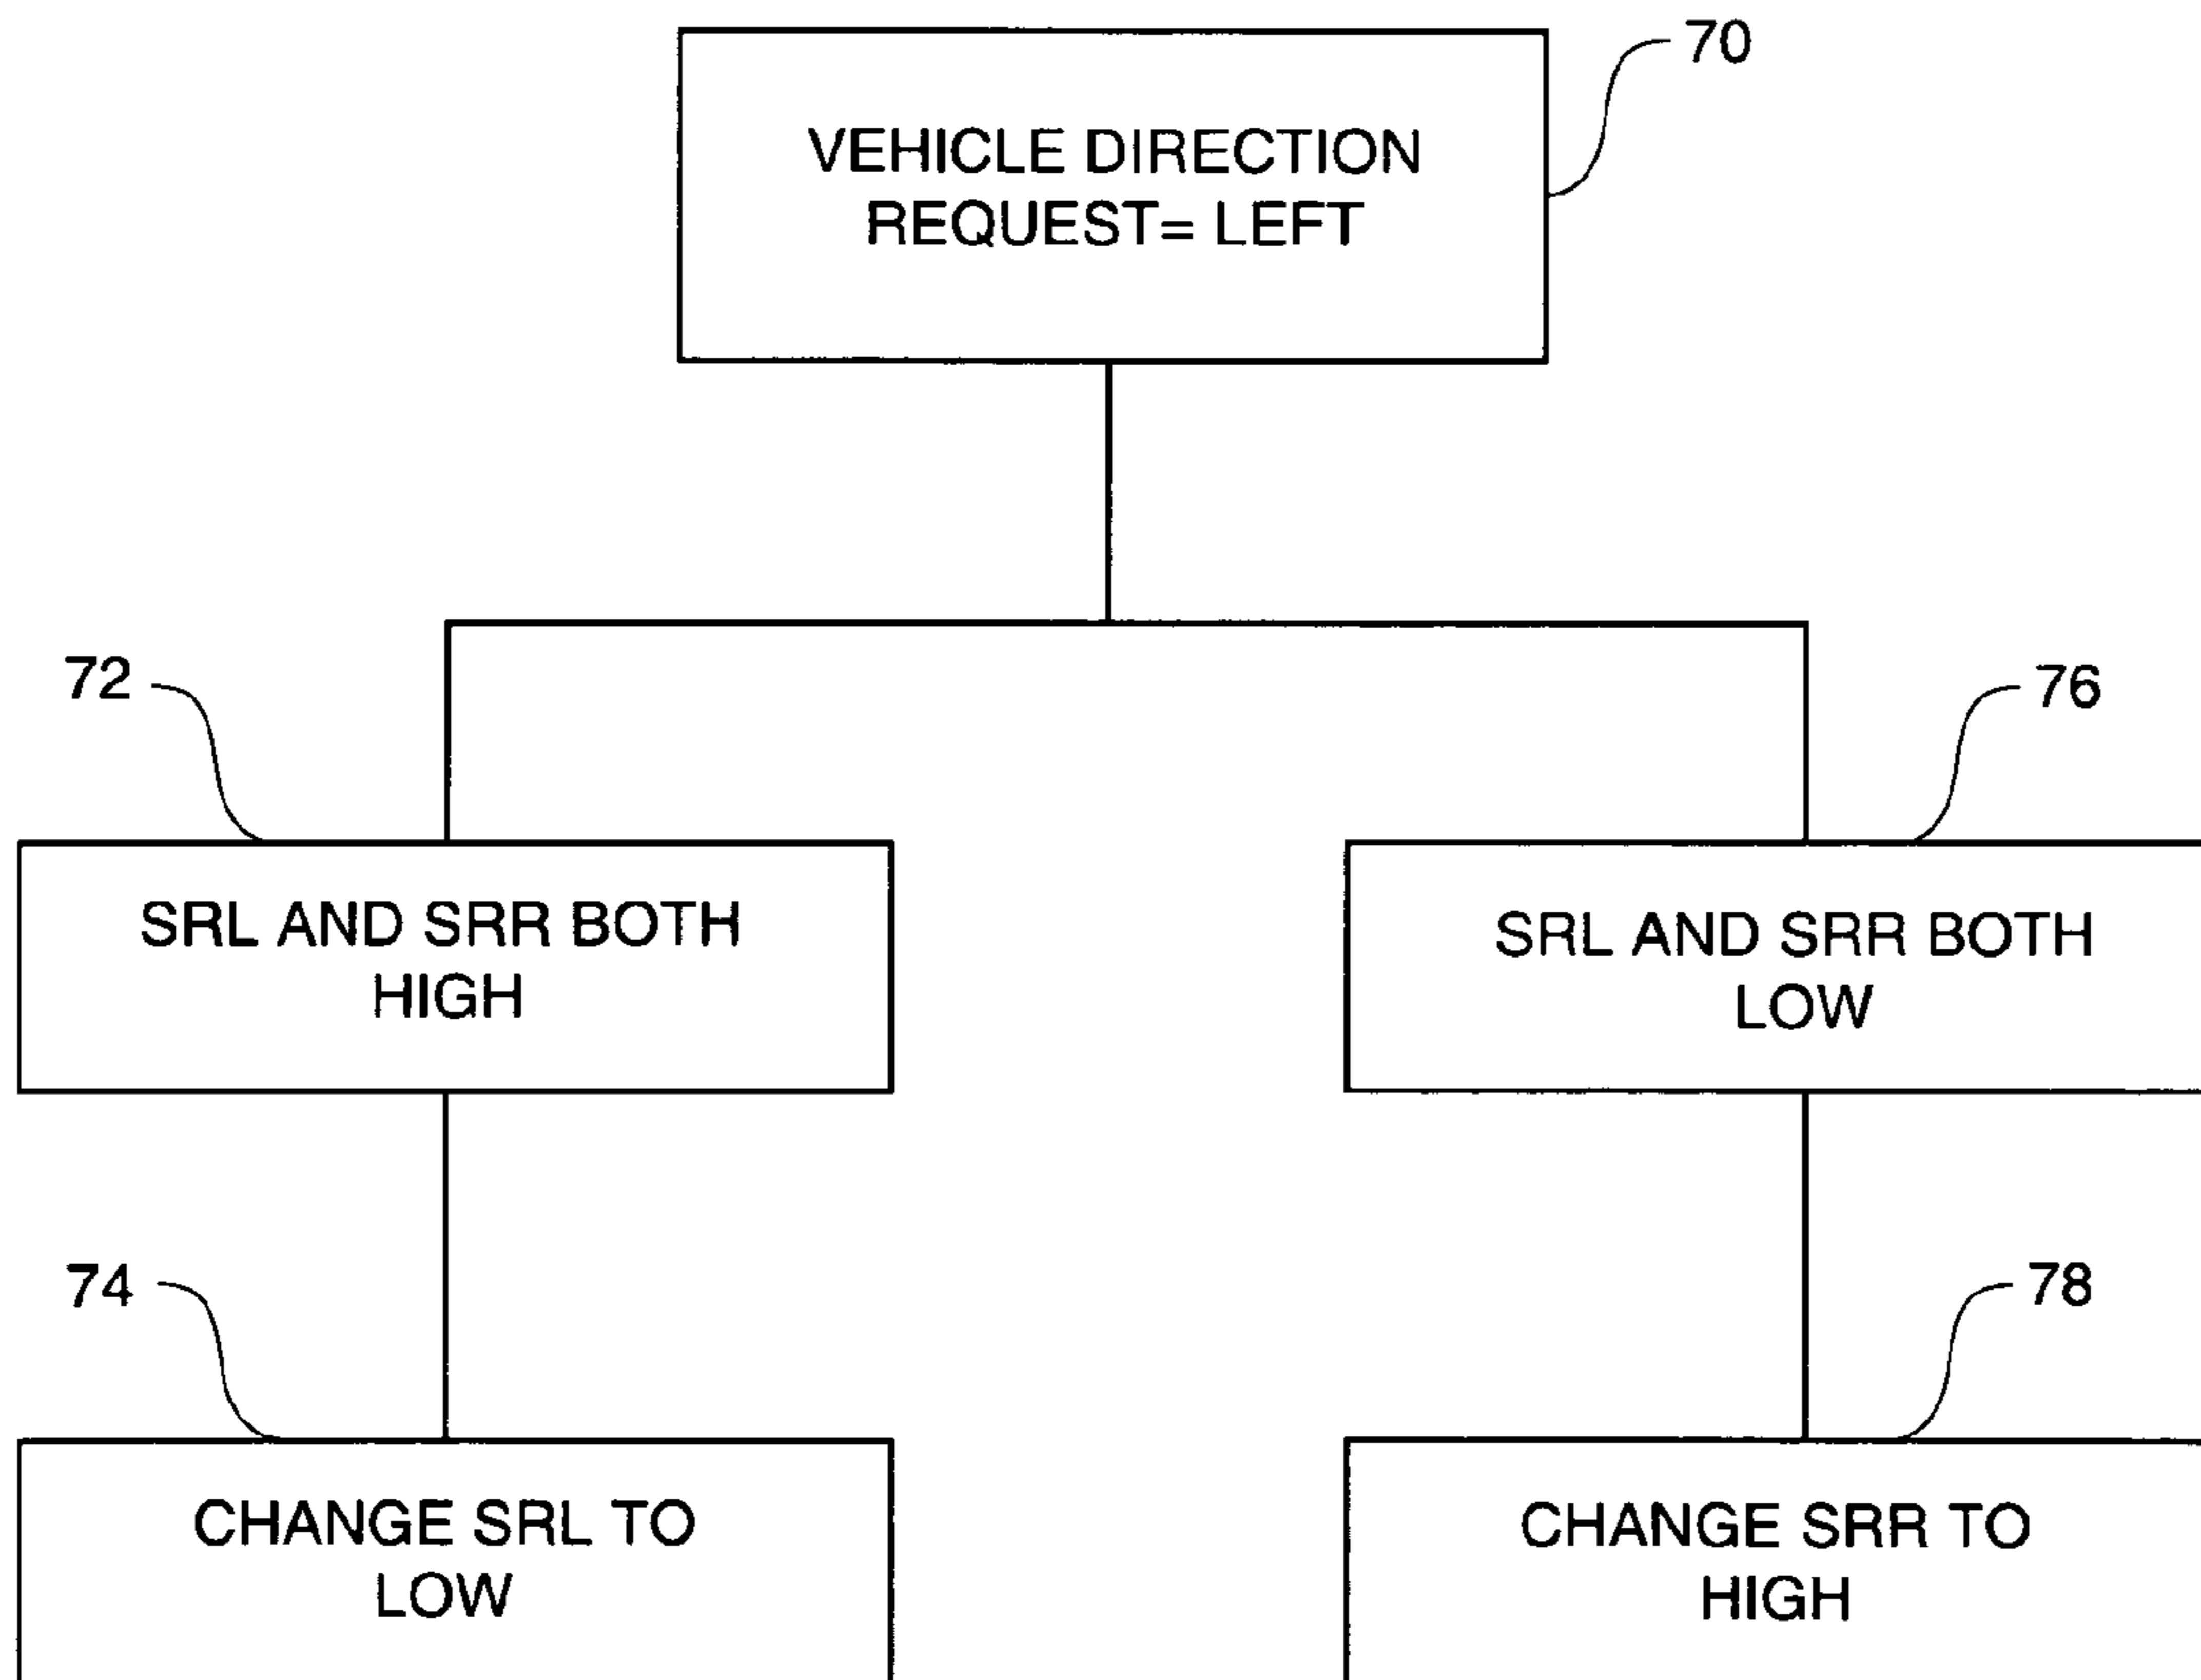 70
VEHICLE DIRECTION
REQUEST= LEFT
72
76
SRL AND SRR BOTH
HIGH
SRL AND SRR BOTH
LOW
74
78
CHANGE SRL TO
LOW
CHANGE SRR TO
HIGH